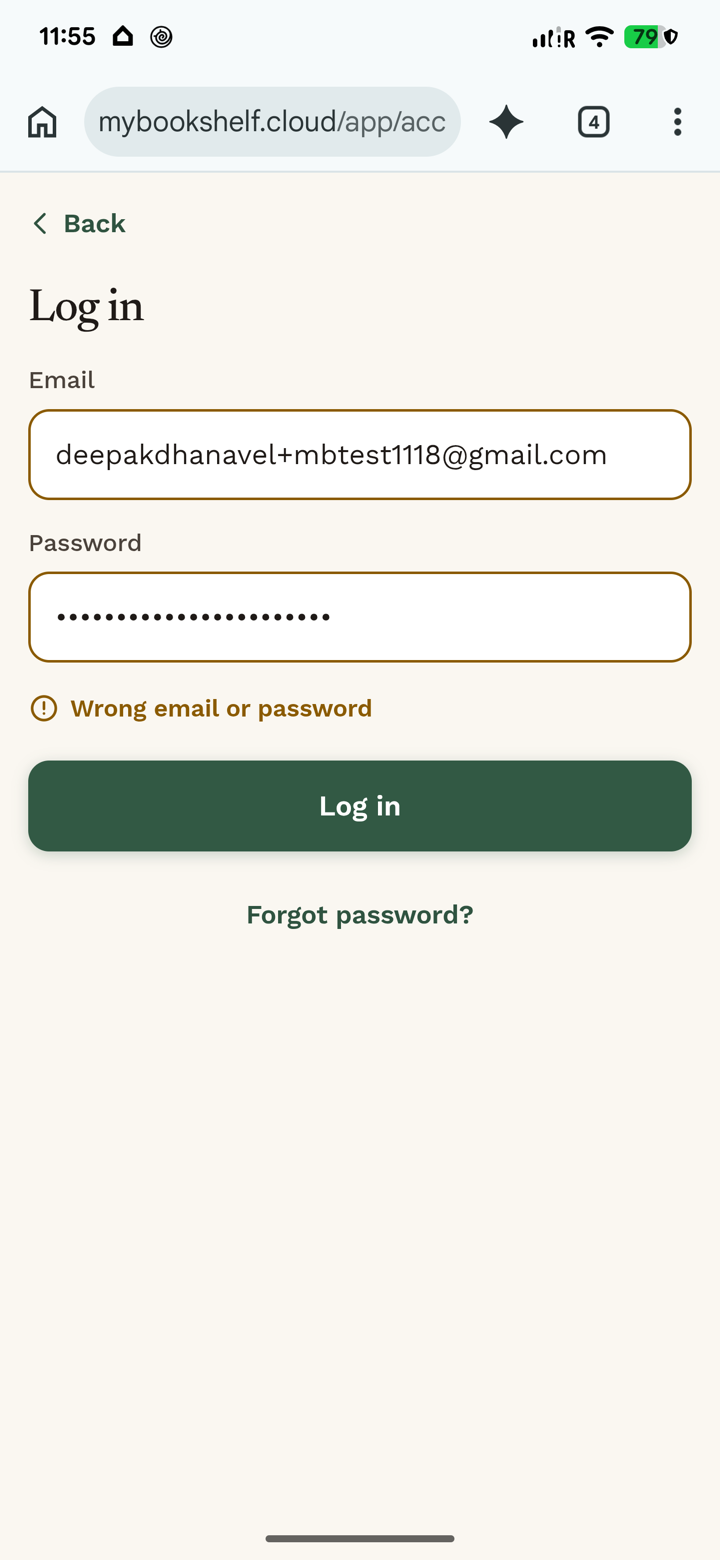 11:55
R 79
mybookshelf.cloud/app/acc
4
Back
Log in
Email
deepakdhanavel+mbtest1118@gmail.com
Password
Wrong email or password
Log in
Forgot password?